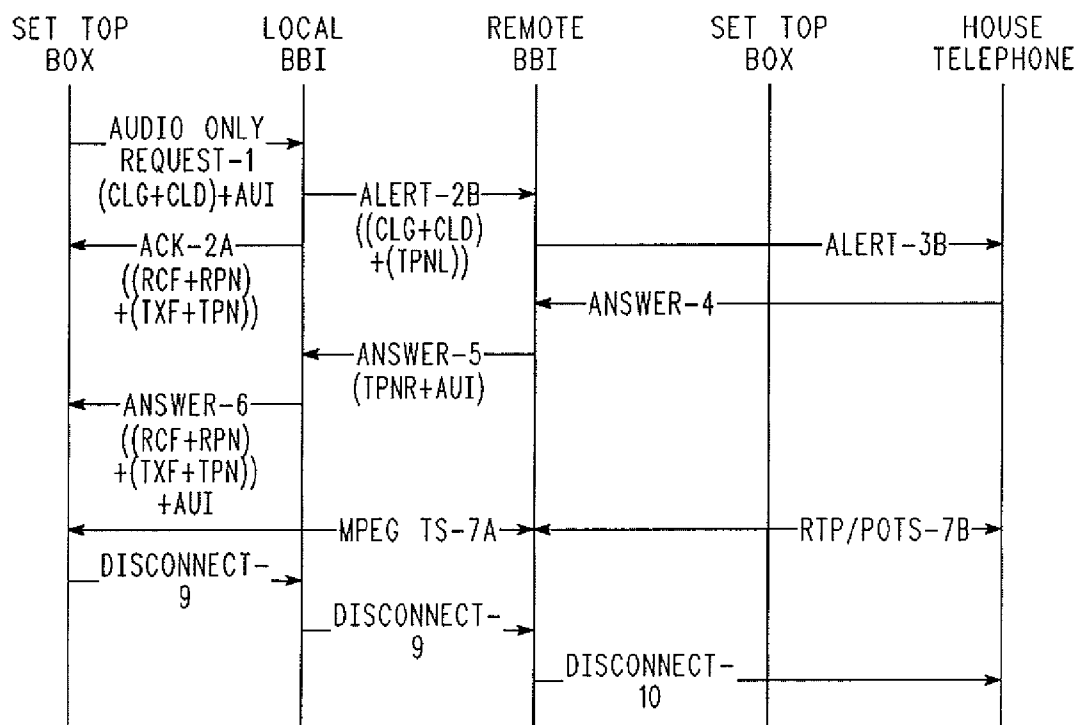 SET TOP
BOX
LOCAL
BBI
REMOTE
BBI
SET TOP
BOX
HOUSE
TELEPHONE
AUDIO ONLY
REQUEST-1
(CLG+CLD)+AUI
ALERT-2B
((CLG+CLD)
+(TPNL))
ACK-2A
((RCF+RPN)
+(TXF+TPN))
ALERT-3B
ANSWER-4
ANSWER-5
(TPNR+AUI)
ANSWER-6
((RCF+RPN)
+(TXF+TPN))
+AUI
MPEG TS-7A
RTP/POTS-7B
DISCONNECT-
9
DISCONNECT-
9
DISCONNECT-
10